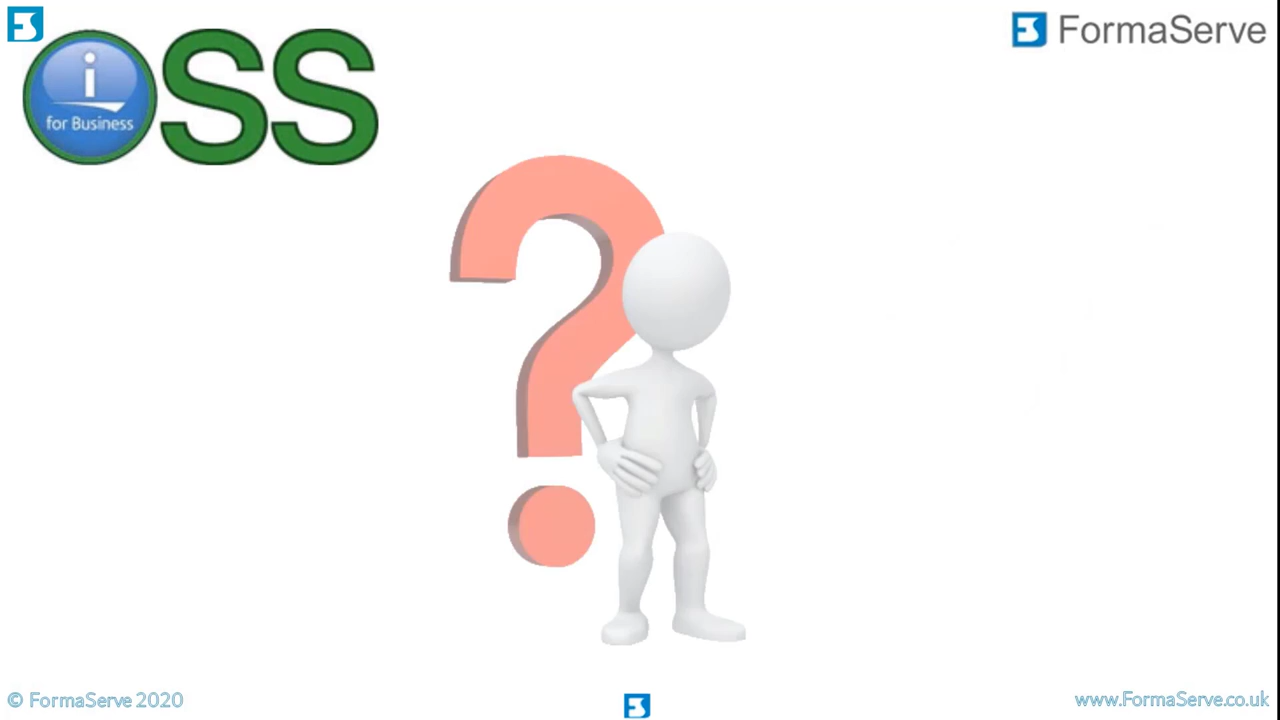 i
for Business
SS
FormaServe
© FormaServe 2020
www.FormaServe.co.uk